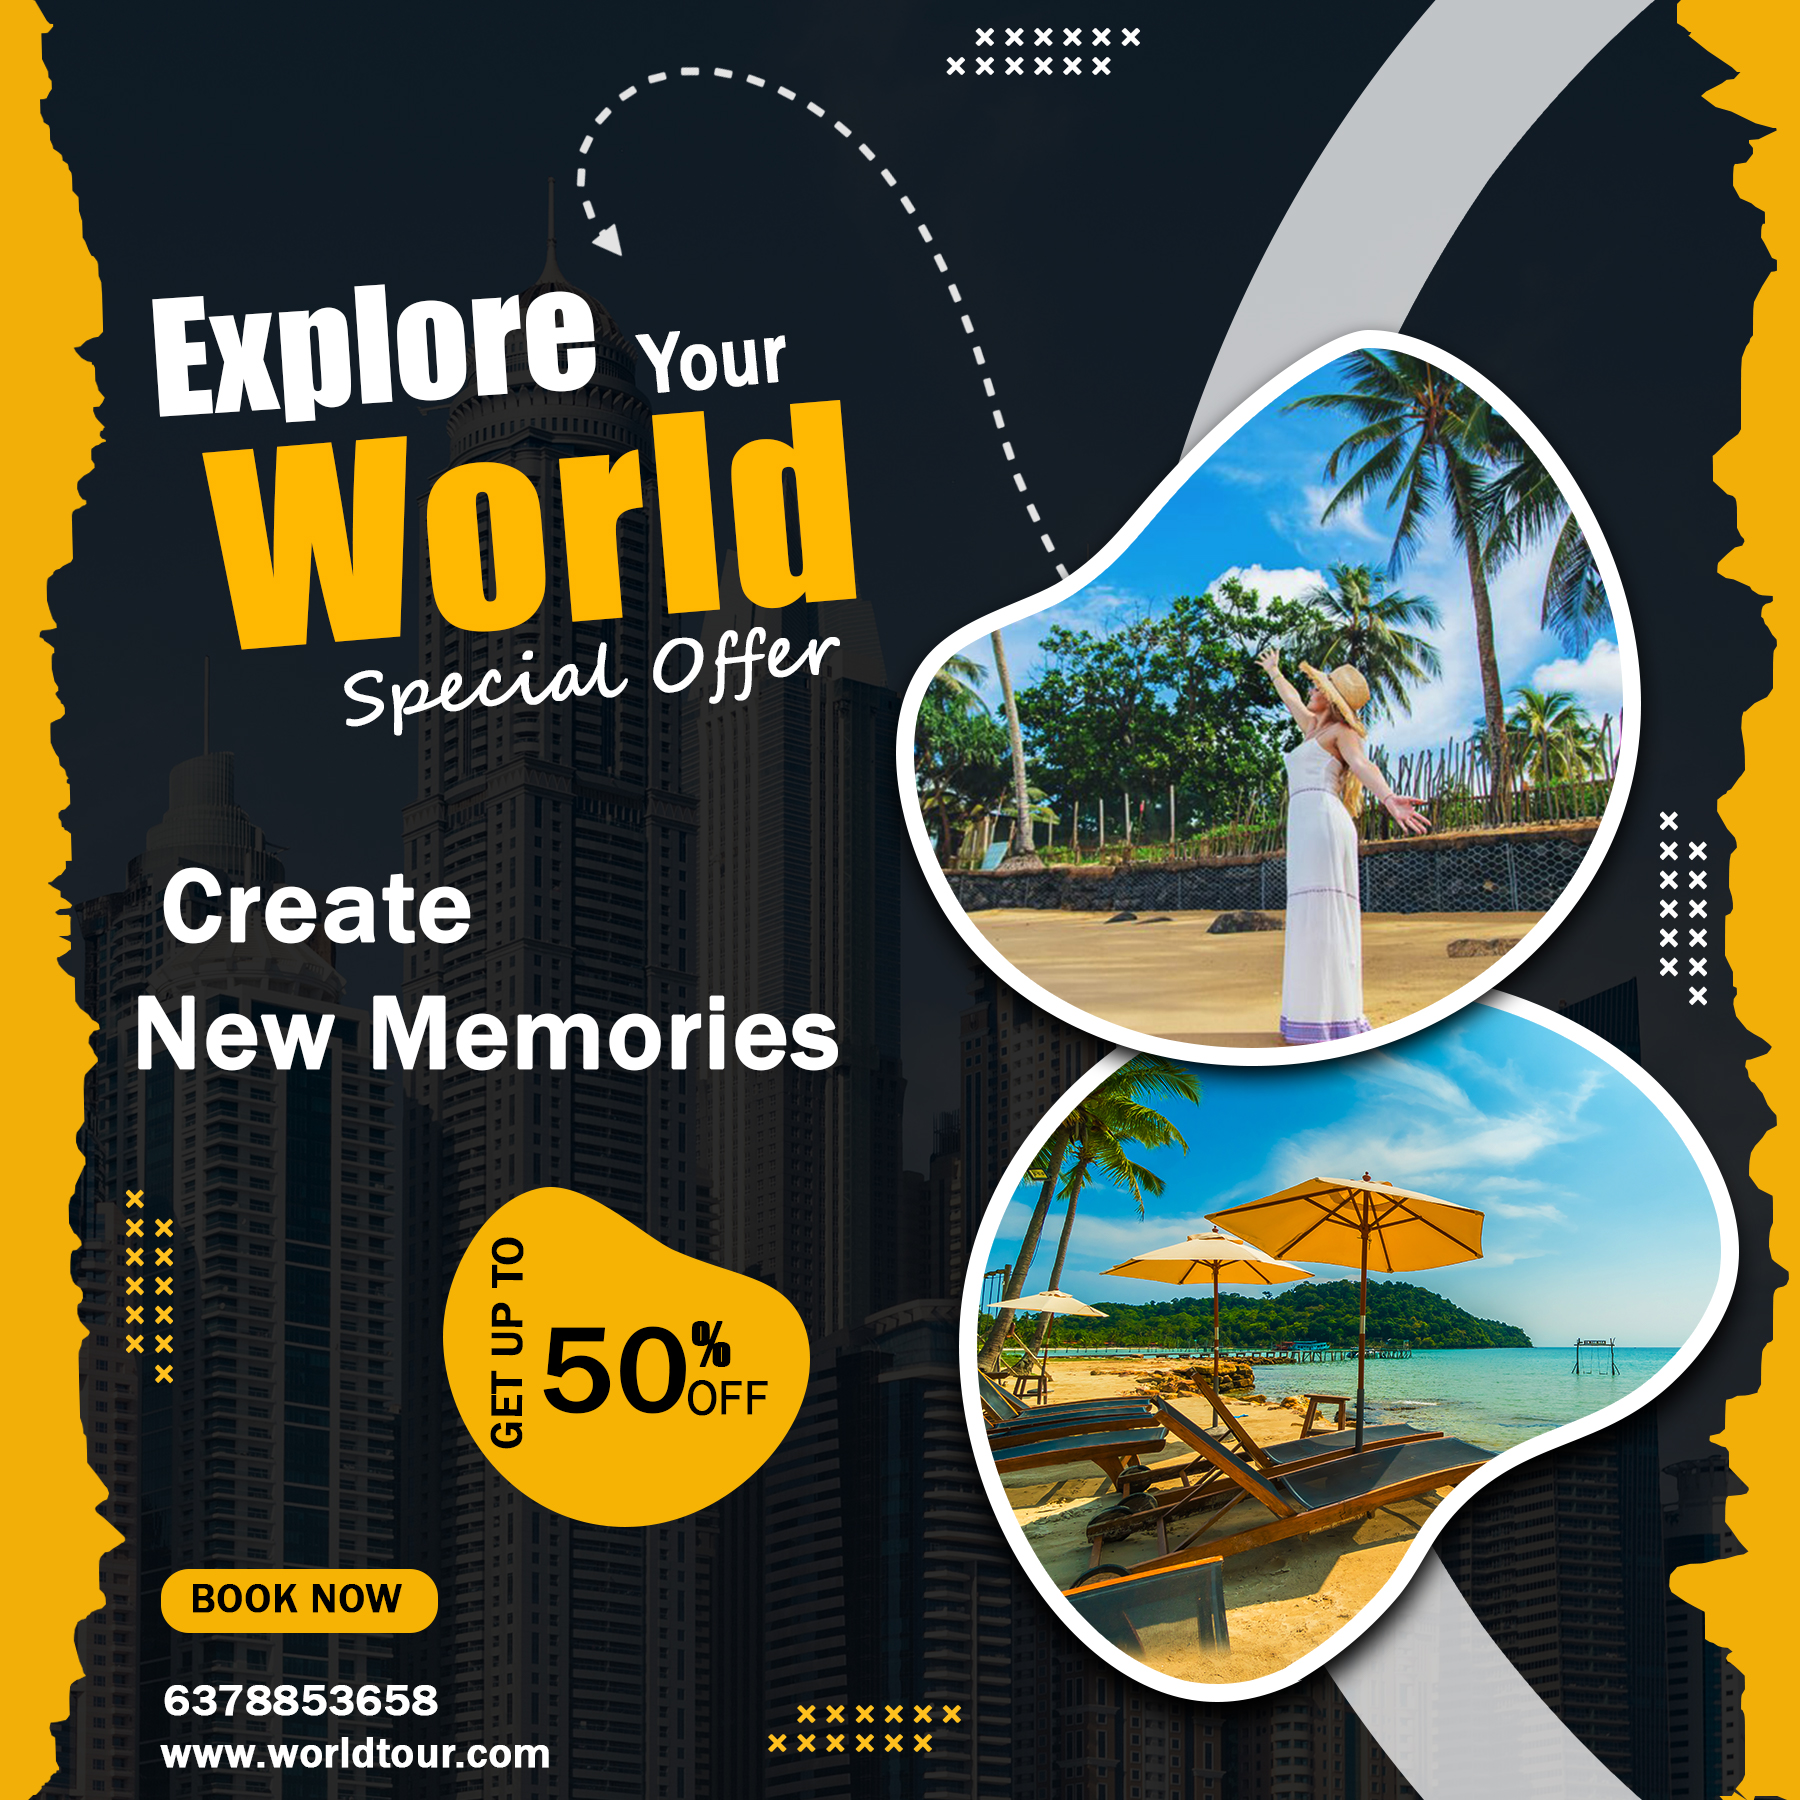 Explore Your
World
Special Offer
Create
New Memories
GET UP TO
50%
OFF
BOOK NOW
6378853658
www.worldtour.com